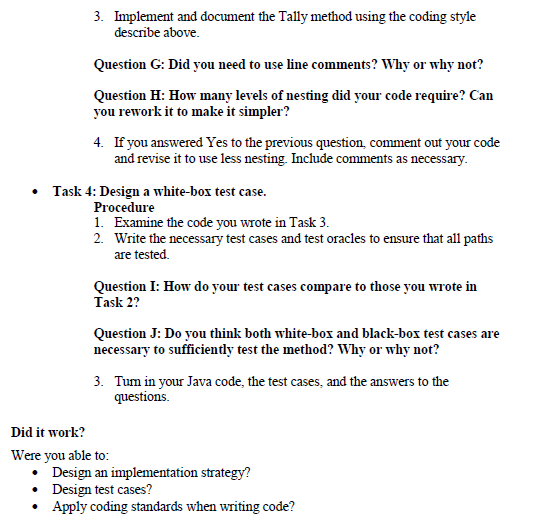 3. Implement and document the Tally method using the coding style
describe above.
Question G: Did you need to use line comments? Why or why not?
Question H: How many levels of nesting did your code require? Can
you rework it to make it simpler?
4. If you answered Yes to the previous question, comment out your code
and revise it to use less nesting. Include comments as necessary.
• Task 4: Design a white-box test case.
Procedure
1. Examine the code you wrote in Task 3.
2. Write the necessary test cases and test oracles to ensure that all paths
are tested.
Question I: How do your test cases compare to those you wrote in
Task 2?
Question J: Do you think both white-box and black-box test cases are
necessary to sufficiently test the method? Why or why not?
3. Turn in your Java code, the test cases, and the answers to the
questions.
Did it work?
Were you able to:
• Design an implementation strategy?
• Design test cases?
• Apply coding standards when writing code?